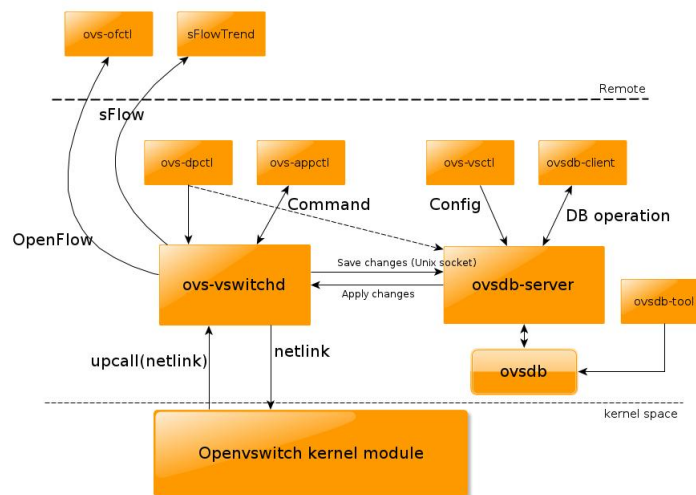 ovs-ofctl
sFlowTrend
Remote
sFlow
ovs-dpctl
ovs-appctl
ovs-vsctl
ovsdb-client
Command
Config
DB operation
OpenFlow
ovs-vswitchd
Save changes (Unix socket)
Apply changes
ovsdb-server
ovsdb-tool
upcall(netlink)
netlink
ovsdb
kernel space
Openvswitch kernel module